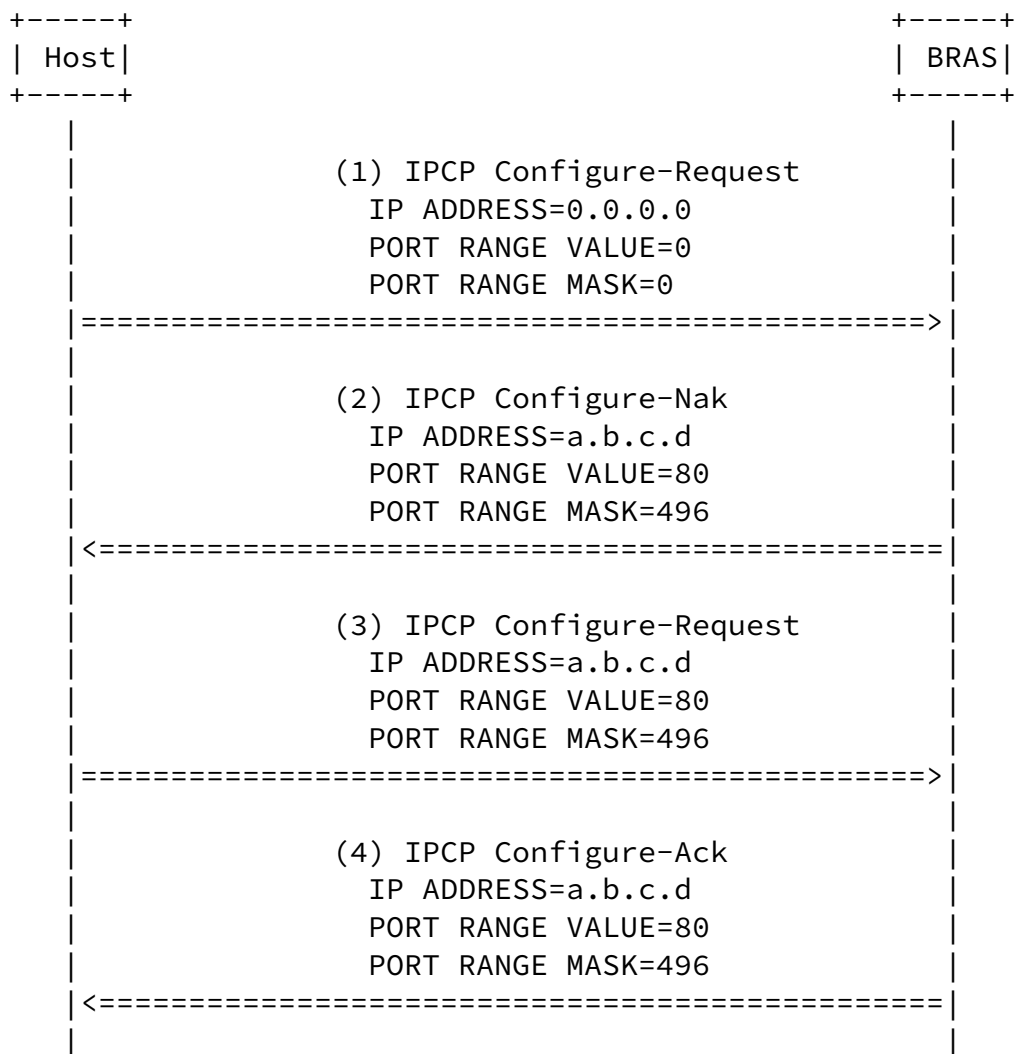 +-----+                                           +-----+
| Host|                                           | BRAS|
+-----+                                           +-----+
   |                                                 |
   |              (1) IPCP Configure-Request         |
   |                IP ADDRESS=0.0.0.0               |
   |                PORT RANGE VALUE=0               |
   |                PORT RANGE MASK=0                |
   |===============================================>|
   |                                                 |
   |              (2) IPCP Configure-Nak             |
   |                IP ADDRESS=a.b.c.d               |
   |                PORT RANGE VALUE=80              |
   |                PORT RANGE MASK=496              |
   |<===============================================|
   |                                                 |
   |              (3) IPCP Configure-Request         |
   |                IP ADDRESS=a.b.c.d               |
   |                PORT RANGE VALUE=80              |
   |                PORT RANGE MASK=496              |
   |===============================================>|
   |                                                 |
   |              (4) IPCP Configure-Ack             |
   |                IP ADDRESS=a.b.c.d               |
   |                PORT RANGE VALUE=80              |
   |                PORT RANGE MASK=496              |
   |<===============================================|
   |                                                 |